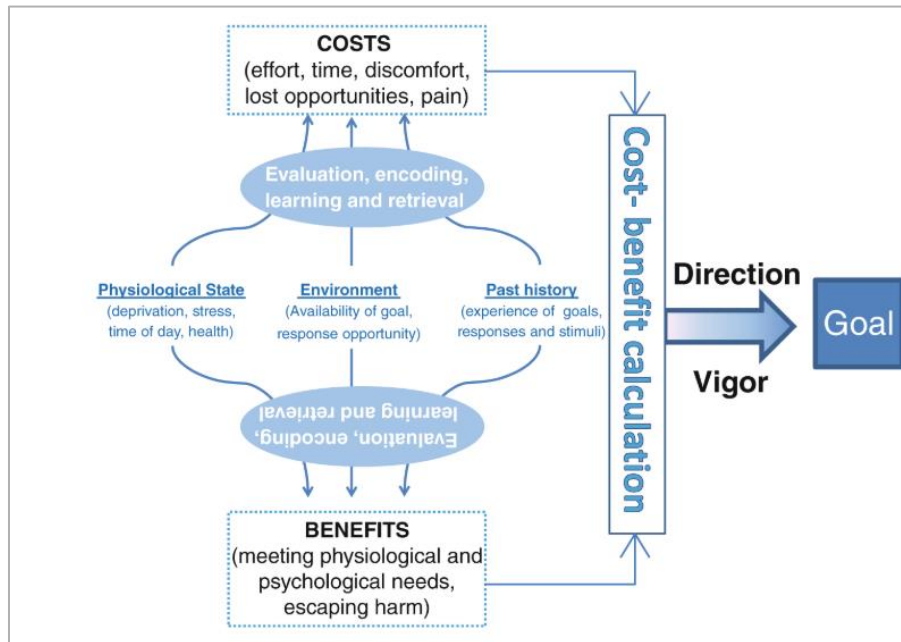 COSTS
(effort, time, discomfort,
lost opportunities, pain)
Evaluation, encoding,
learning and retrieval
Physiological State
(deprivation, stress,
time of day, health)
Environment
(Availability of goal,
response opportunity)
Past history
(experience of goals,
responses and stimuli)
Evaluation, encoding,
learning and retrieval
BENEFITS
(meeting physiological and
psychological needs,
escaping harm)
Cost- benefit calculation
Direction
Vigor
Goal